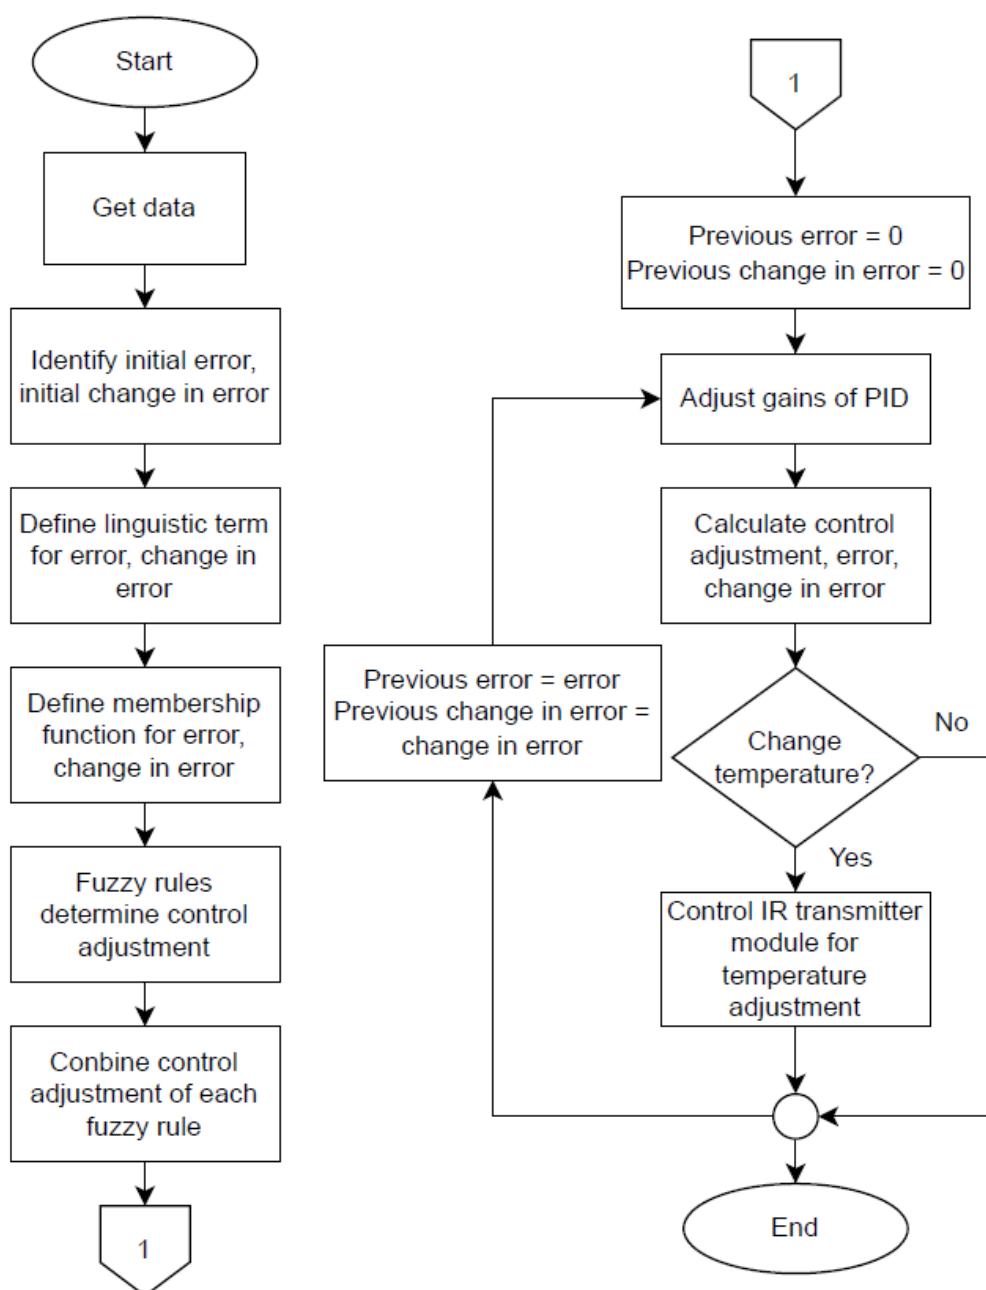 Start
Get data
Identify initial error,
initial change in error
Define linguistic term
for error, change in
error
Define membership
function for error,
change in error
Fuzzy rules
determine control
adjustment
Conbine control
adjustment of each
fuzzy rule
1
1
Previous error = 0
Previous change in error = 0
Adjust gains of PID
Calculate control
adjustment, error,
change in error
Previous error = error
Previous change in error =
change in error
Change
temperature?
No
Yes
Control IR transmitter
module for
temperature
adjustment
End